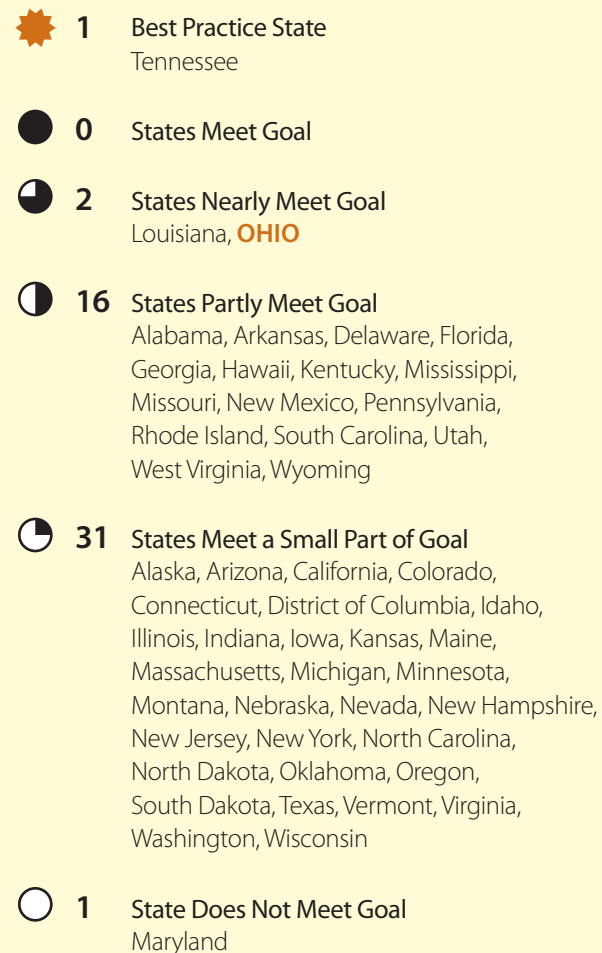 1 Best Practice State
Tennessee
0 States Meet Goal
2 States Nearly Meet Goal
Louisiana, OHIO
16 States Partly Meet Goal
Alabama, Arkansas, Delaware, Florida,
Georgia, Hawaii, Kentucky, Mississippi,
Missouri, New Mexico, Pennsylvania,
Rhode Island, South Carolina, Utah,
West Virginia, Wyoming
31 States Meet a Small Part of Goal
Alaska, Arizona, California, Colorado,
Connecticut, District of Columbia, Idaho,
Illinois, Indiana, Iowa, Kansas, Maine,
Massachusetts, Michigan, Minnesota,
Montana, Nebraska, Nevada, New Hampshire,
New Jersey, New York, North Carolina,
North Dakota, Oklahoma, Oregon,
South Dakota, Texas, Vermont, Virginia,
Washington, Wisconsin
1 State Does Not Meet Goal
Maryland